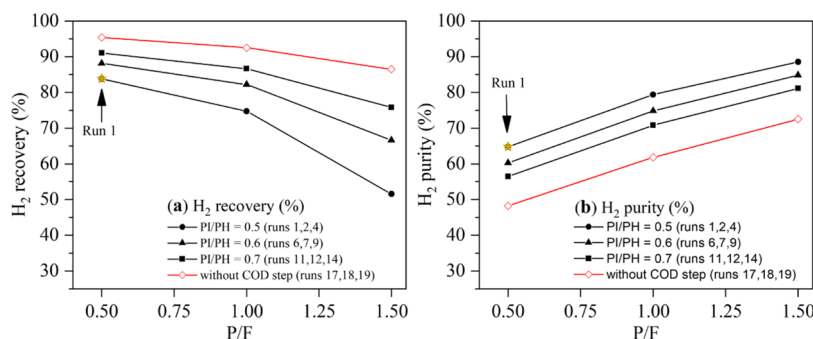 100
90
80
70
60
50
40
30
H₂ recovery (%)
Run 1
(a) H₂ recovery (%)
PI/PH = 0.5 (runs 1,2,4)
PI/PH = 0.6 (runs 6,7,9)
PI/PH = 0.7 (runs 11,12,14)
without COD step (runs 17,18,19)
0.50 0.75 1.00 1.25 1.50
P/F
100
90
80
70
60
50
40
30
H₂ purity (%)
Run 1
(b) H₂ purity (%)
PI/PH = 0.5 (runs 1,2,4)
PI/PH = 0.6 (runs 6,7,9)
PI/PH = 0.7 (runs 11,12,14)
without COD step (runs 17,18,19)
0.50 0.75 1.00 1.25 1.50
P/F